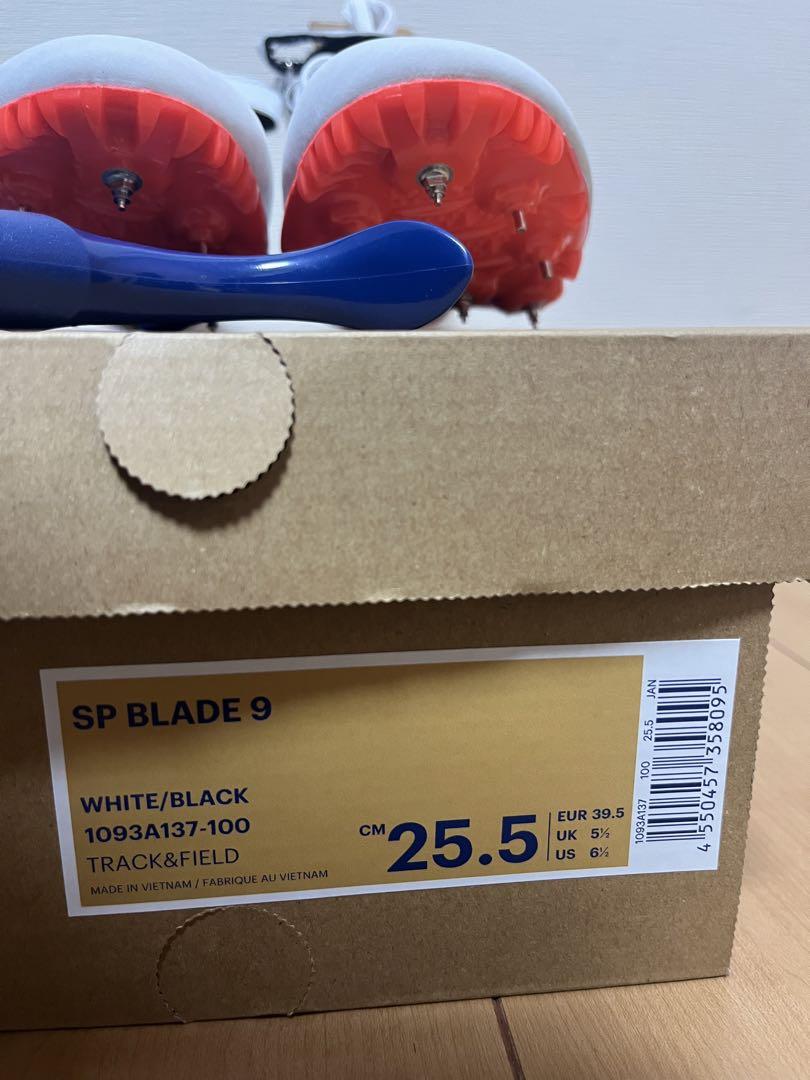 SP BLADE 9
WHITE/BLACK
1093A137-100
TRACK&FIELD
MADE IN VIETNAM / FABRIQUE AU VIETNAM
CM 25.5
EUR 39.5
UK 5½
US 6½
1093A137 100 25.5 JAN
4 550457 358095